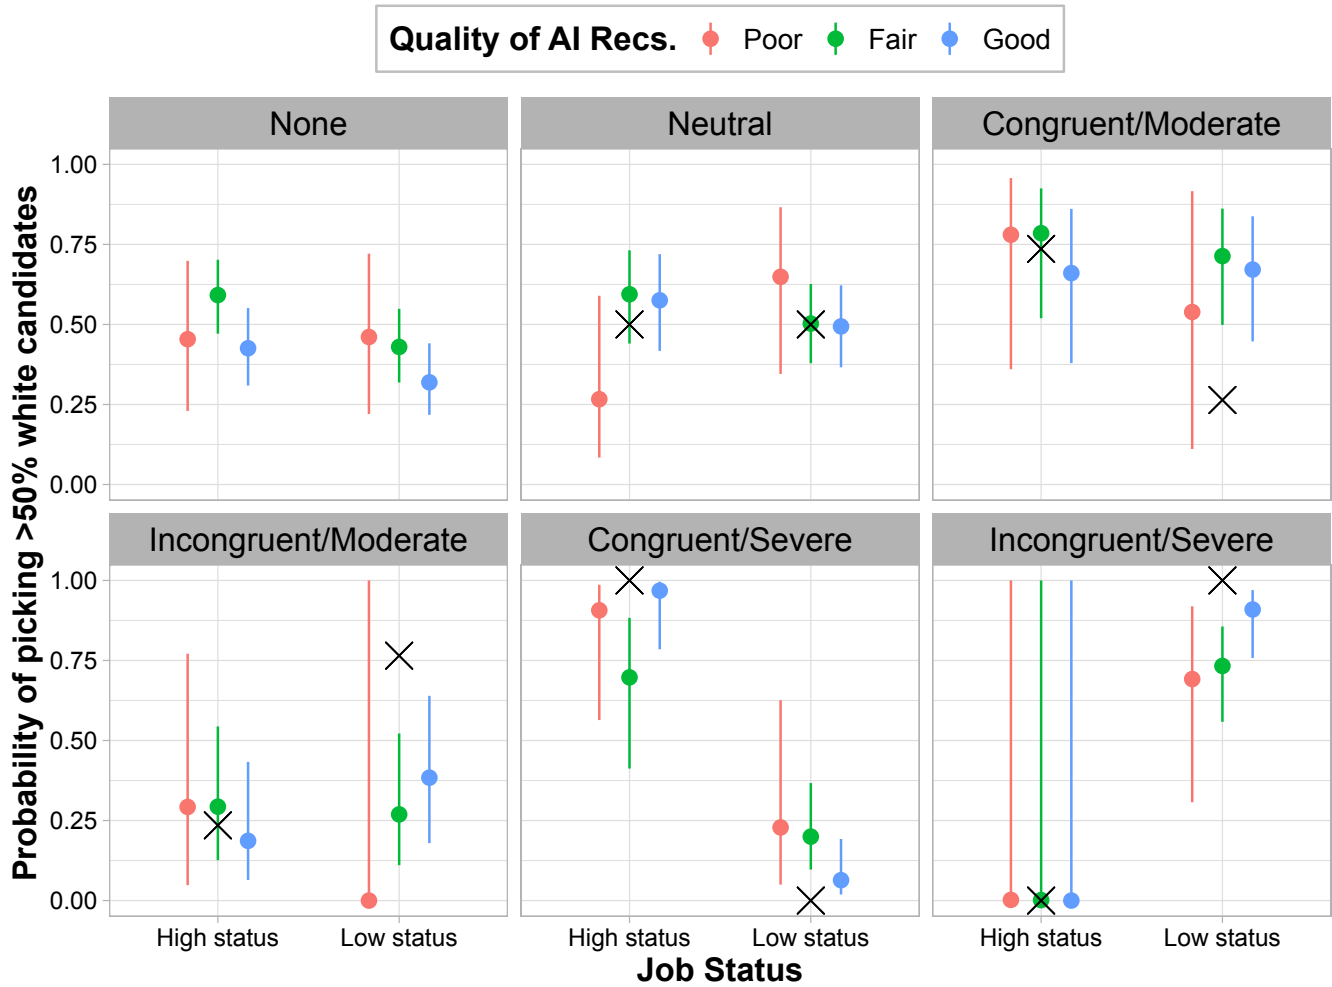 Quality of AI Recs. Poor Fair Good
None Neutral Congruent/Moderate
1.00
0.75
0.50
0.25
0.00
Probability of picking >50% white candidates
Incongruent/Moderate Congruent/Severe Incongruent/Severe
1.00
0.75
0.50
0.25
0.00
High status Low status High status Low status High status Low status
Job Status